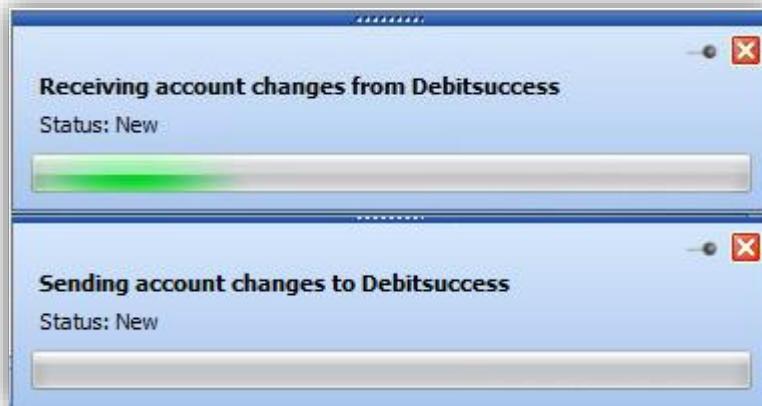 Receiving account changes from Debitsuccess
Status: New
Sending account changes to Debitsuccess
Status: New